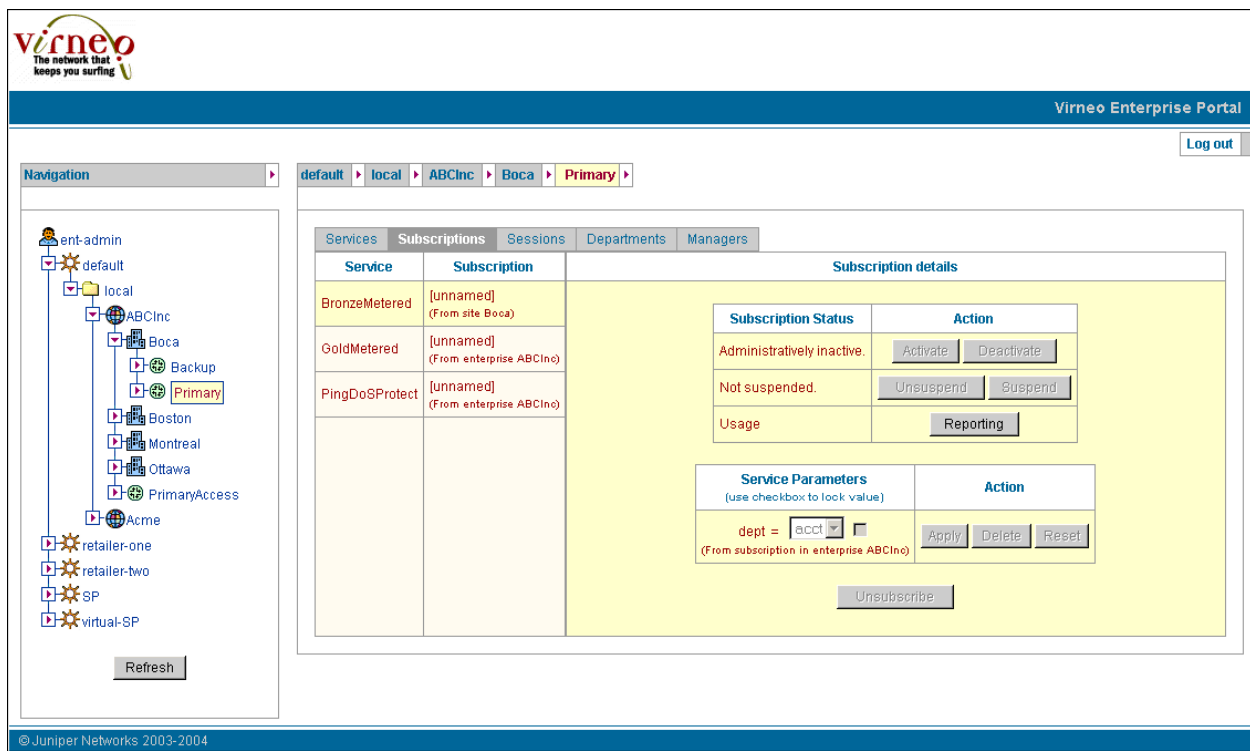 Virneo
The network that
keeps you surfing
Virneo Enterprise Portal
Log out
Navigation
default local ABCInc Boca Primary
ent-admin
default
local
ABCInc
Boca
Backup
Primary
Boston
Montreal
Ottawa
PrimaryAccess
Acme
retailer-one
retailer-two
SP
virtual-SP
Refresh
Services Subscriptions Sessions Departments Managers
Service Subscription Subscription details
BronzeMetered [unnamed]
(From site Boca)
GoldMetered [unnamed]
(From enterprise ABCInc)
PingDoSProtect [unnamed]
(From enterprise ABCInc)
Subscription Status Action
Administratively inactive. Activate Deactivate
Not suspended. Unsuspend Suspend
Usage Reporting
Service Parameters Action
(use checkbox to lock value)
dept = acct
(From subscription in enterprise ABCInc)
Apply Delete Reset
Unsubscribe
© Juniper Networks 2003-2004